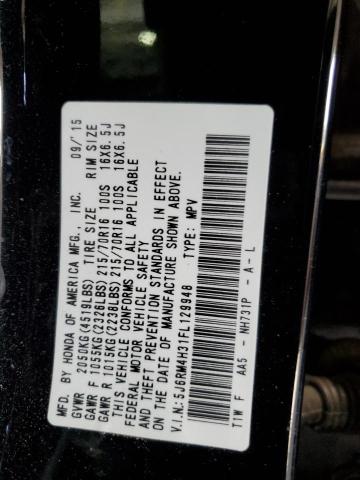 MFD. BY HONDA OF AMERICA MFG., INC. 09/'15
GVWR 2050KG(4519LBS) TIRE SIZE RIM SIZE
GAWR F 1055KG(2326LBS) 215/70R16 100S 16X6.5J
GAWR R 1015KG(2238LBS) 215/70R16 100S 16X6.5J
THIS VEHICLE CONFORMS TO ALL APPLICABLE
FEDERAL MOTOR VEHICLE SAFETY
AND THEFT PREVENTION STANDARDS IN EFFECT
ON THE DATE OF MANUFACTURE SHOWN ABOVE.
V.I.N.: 5J6RM4H31FL129948 TYPE: MPV
T1W F AA5 - NH731P - A - L